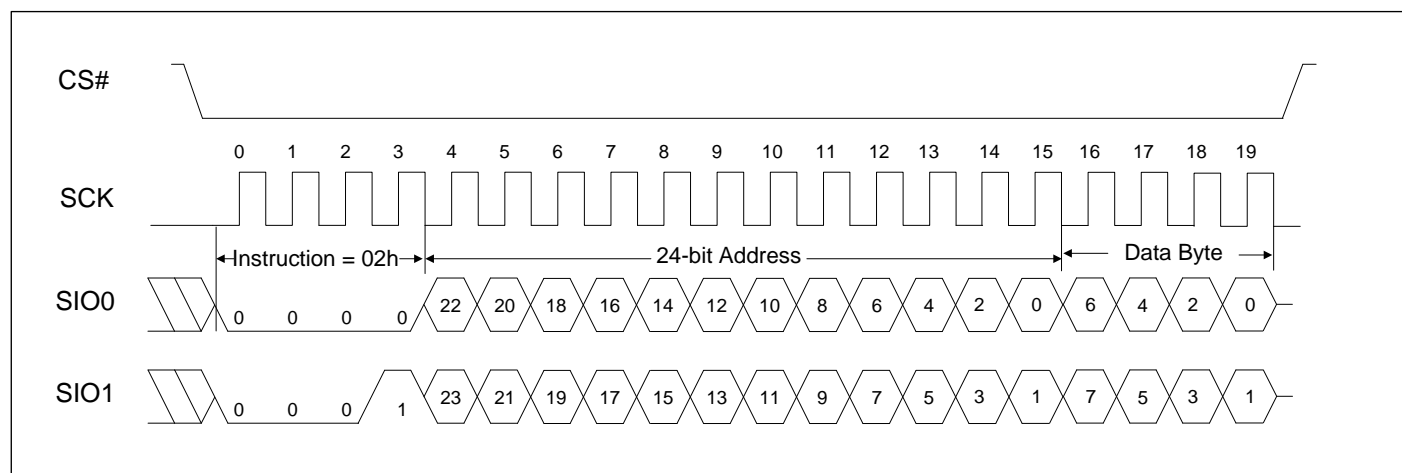 CS#
0 1 2 3 4 5 6 7 8 9 10 11 12 13 14 15 16 17 18 19
SCK
Instruction = 02h 24-bit Address Data Byte
SIO0 0 0 0 0 22 20 18 16 14 12 10 8 6 4 2 0 6 4 2 0
SIO1 0 0 0 1 23 21 19 17 15 13 11 9 7 5 3 1 7 5 3 1